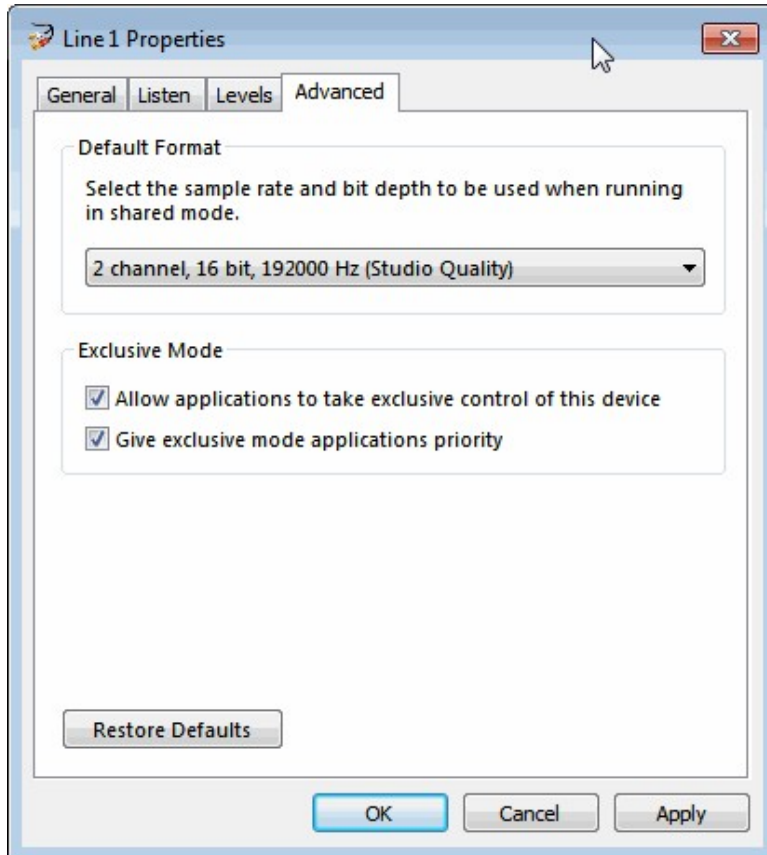 Line 1 Properties
General
Listen
Levels
Advanced
Default Format
Select the sample rate and bit depth to be used when running
in shared mode.
2 channel, 16 bit, 192000 Hz (Studio Quality)
Exclusive Mode
Allow applications to take exclusive control of this device
Give exclusive mode applications priority
Restore Defaults
OK
Cancel
Apply